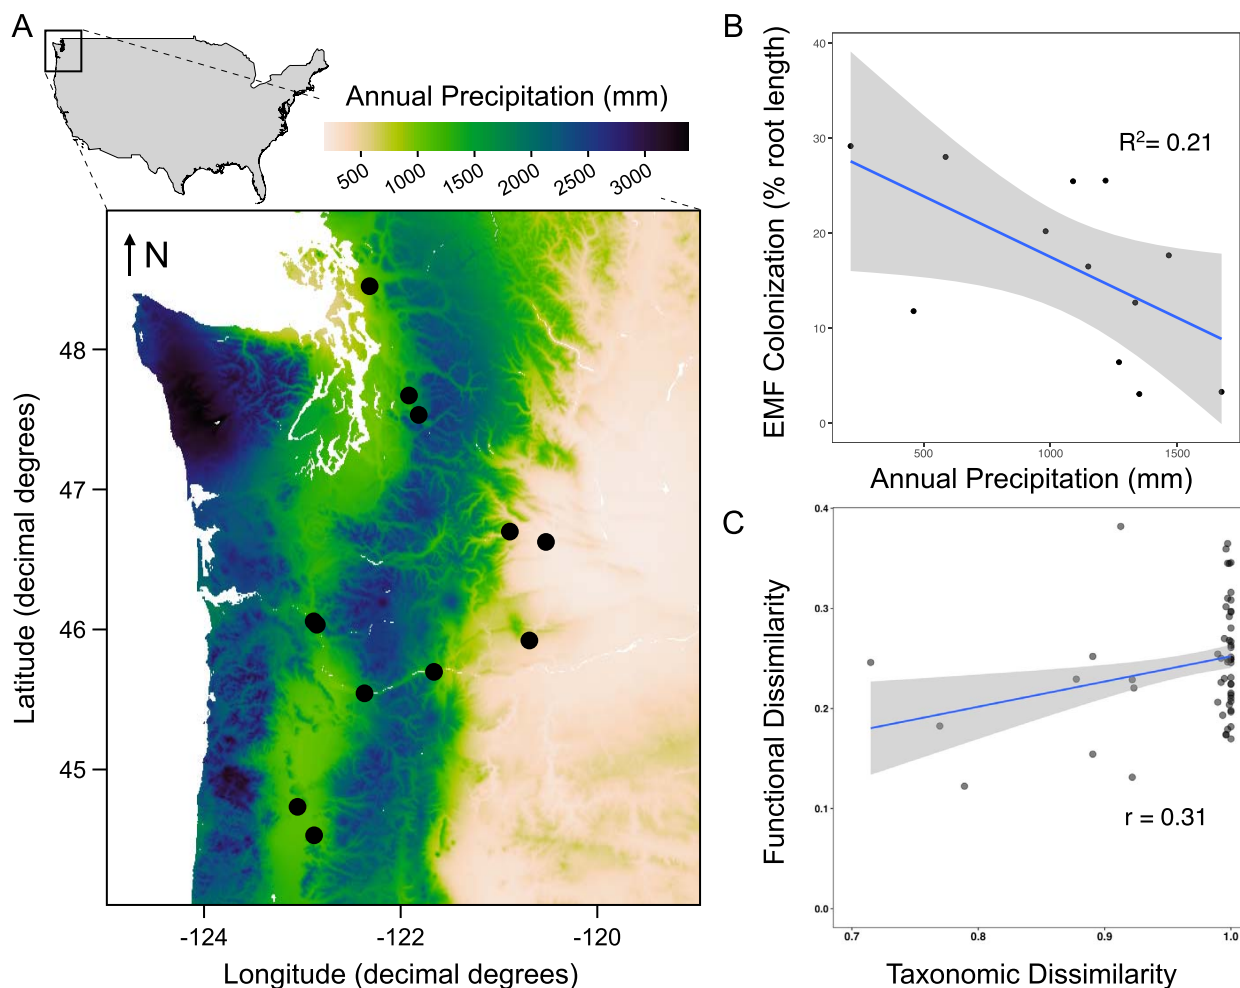 A
Annual Precipitation (mm)
500 1000 1500 2000 2500 3000
N
48
47
46
45
Latitude (decimal degrees)
-124 -122 -120
Longitude (decimal degrees)
B
40
30
20
10
0
EMF Colonization (% root length)
R²= 0.21
500 1000 1500
Annual Precipitation (mm)
C
0.4
0.3
0.2
0.1
0.0
Functional Dissimilarity
r = 0.31
0.7 0.8 0.9 1.0
Taxonomic Dissimilarity